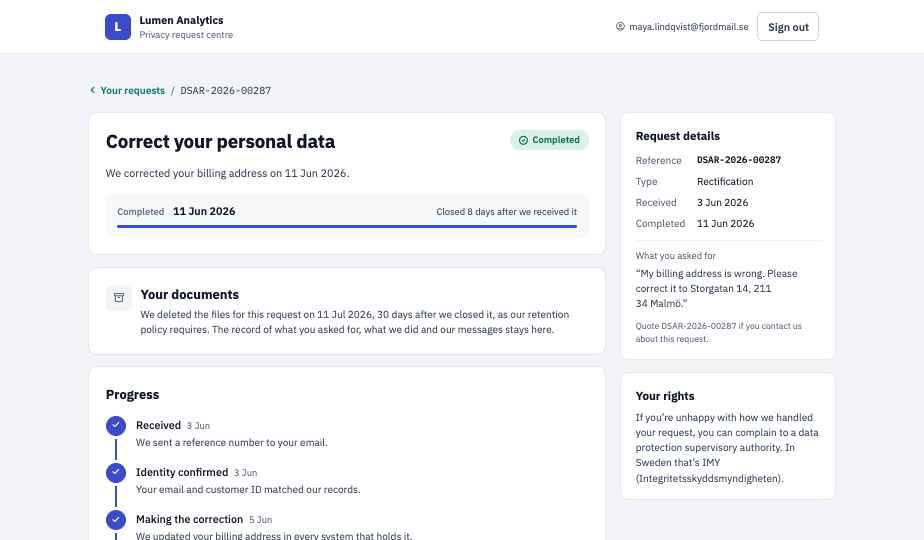 L
Lumen Analytics
Privacy request centre
maya.lindqvist@fjordmail.se
Sign out
Your requests / DSAR-2026-00287
Correct your personal data
Completed
We corrected your billing address on 11 Jun 2026.
Completed 11 Jun 2026
Closed 8 days after we received it
Your documents
We deleted the files for this request on 11 Jul 2026, 30 days after we closed it, as our retention
policy requires. The record of what you asked for, what we did and our messages stays here.
Progress
Received 3 Jun
We sent a reference number to your email.
Identity confirmed 3 Jun
Your email and customer ID matched our records.
Making the correction 5 Jun
We updated your billing address in every system that holds it.
Request details
Reference DSAR-2026-00287
Type Rectification
Received 3 Jun 2026
Completed 11 Jun 2026
What you asked for
“My billing address is wrong. Please
correct it to Storgatan 14, 211
34 Malmö.”
Quote DSAR-2026-00287 if you contact us
about this request.
Your rights
If you’re unhappy with how we handled
your request, you can complain to a data
protection supervisory authority. In
Sweden that’s IMY
(Integritetsskyddsmyndigheten).